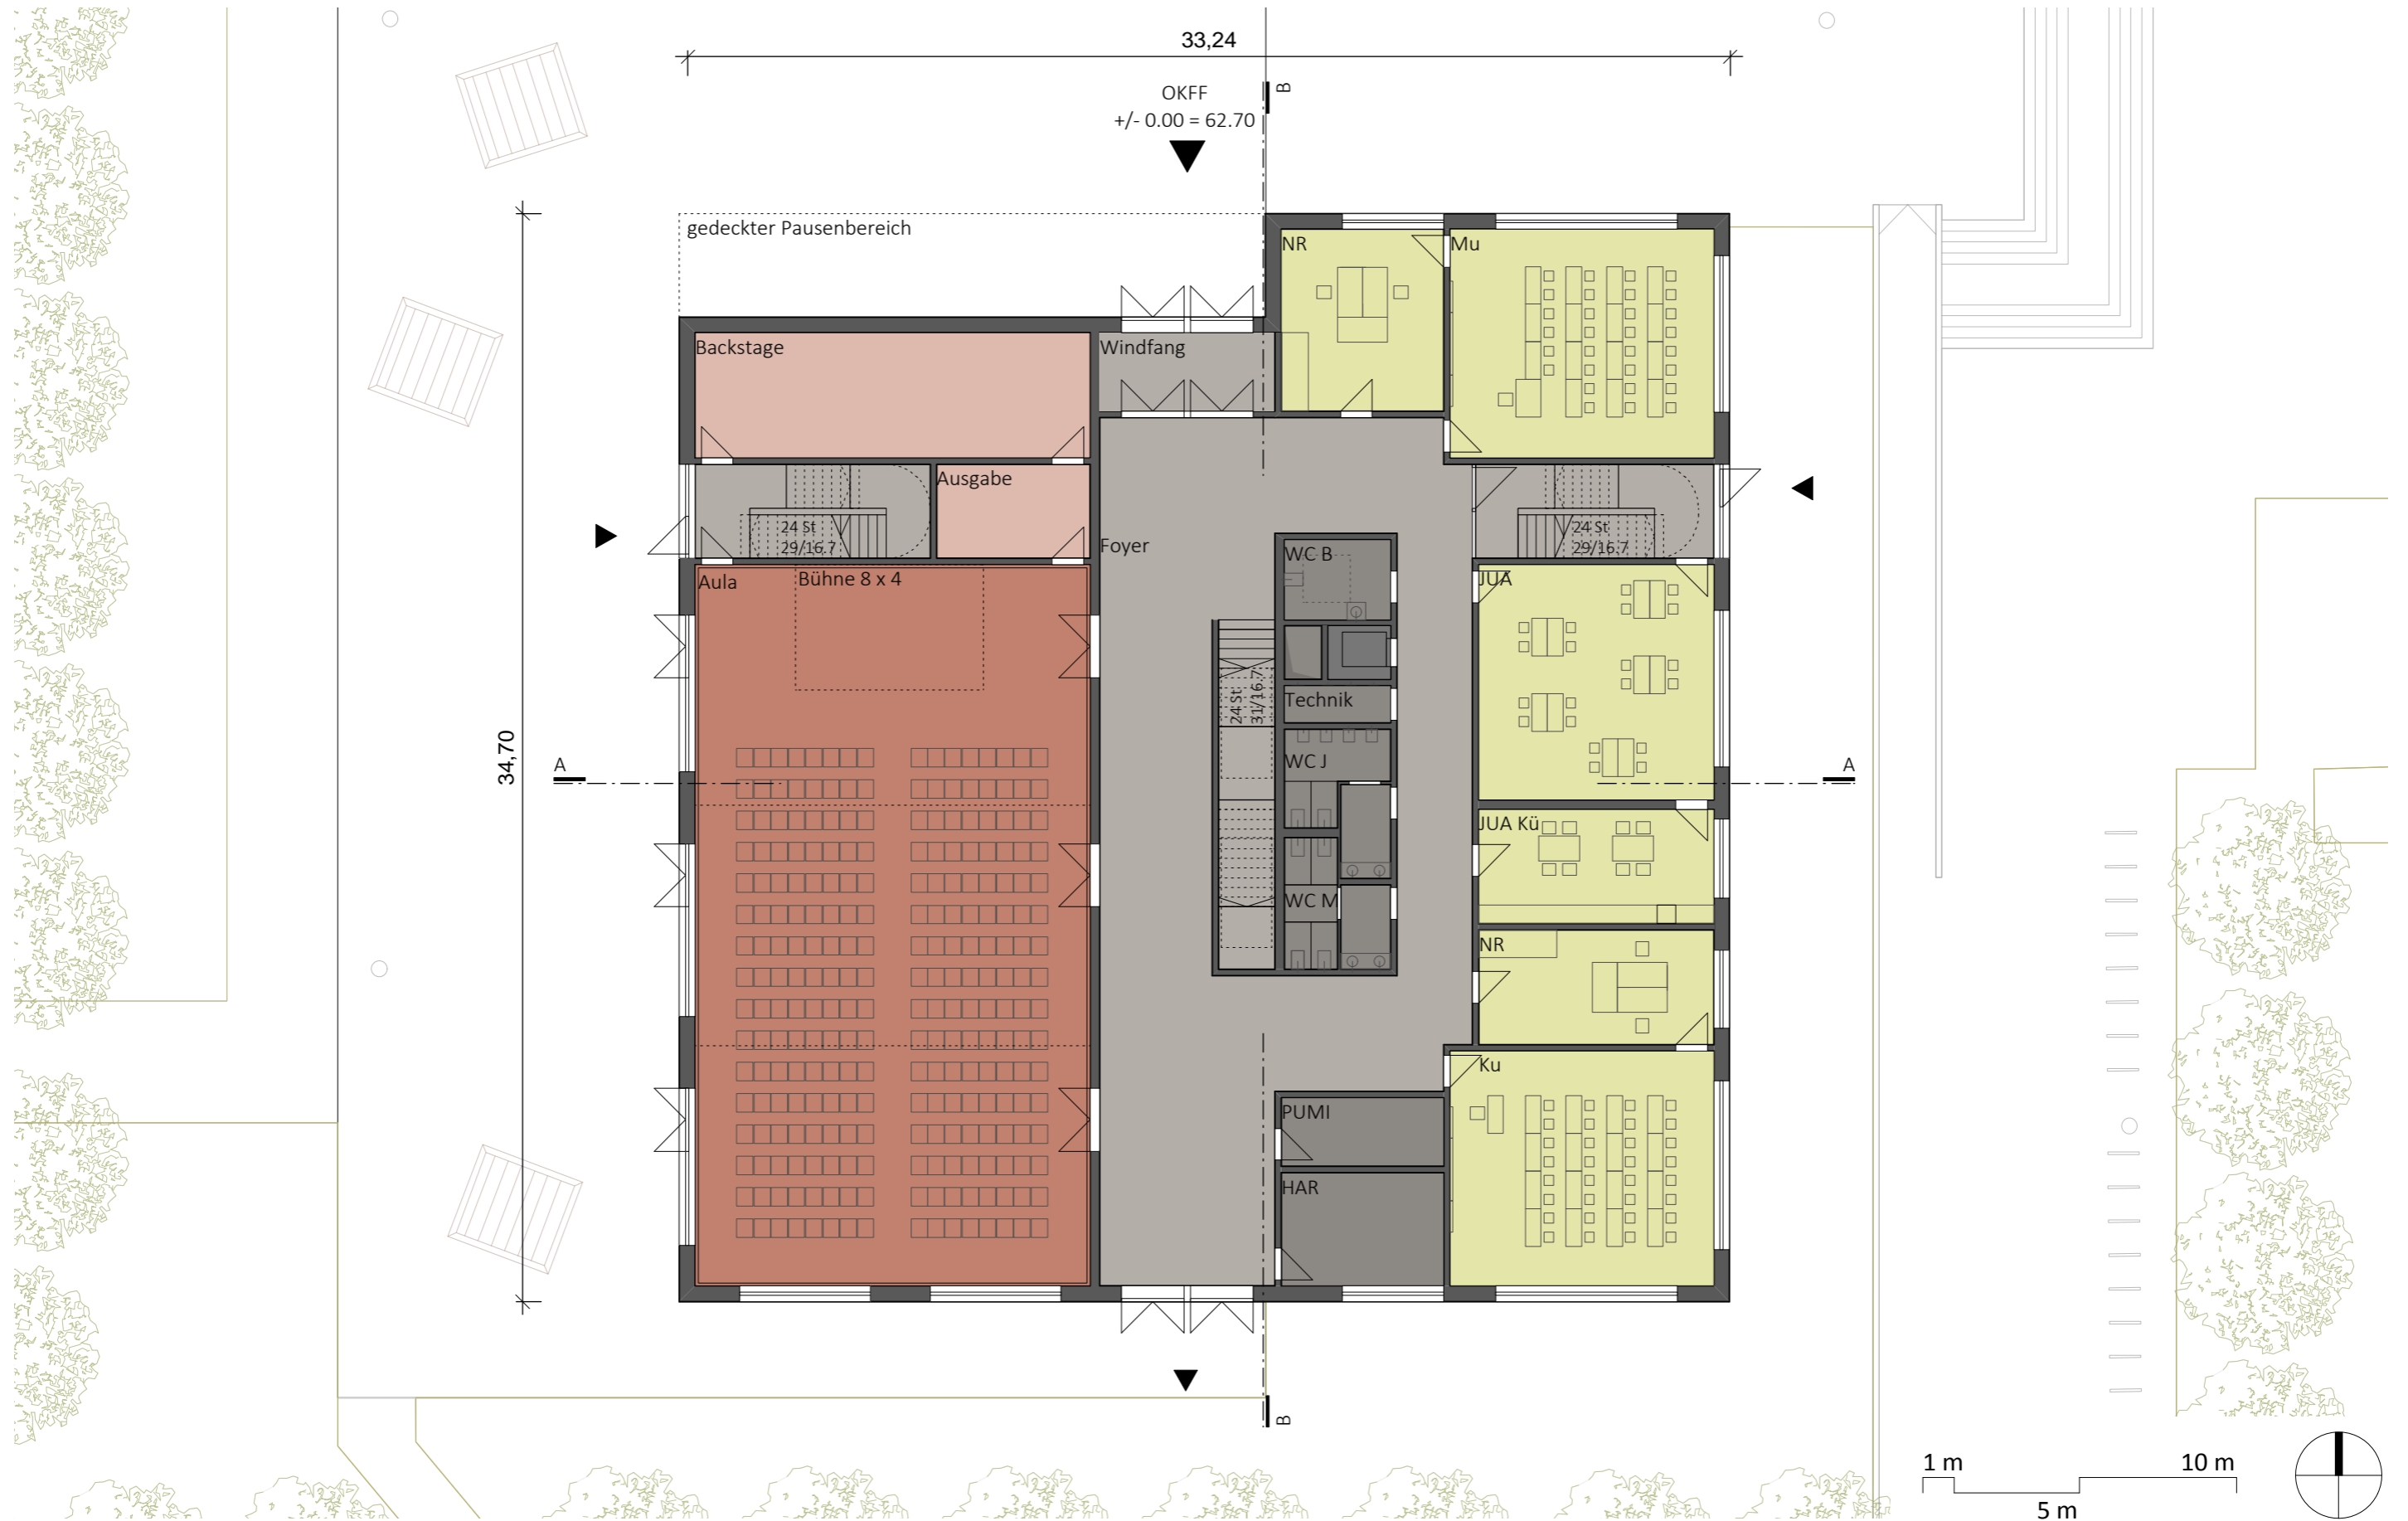 33,24
B
OKFF
+/- 0.00 = 62.70
gedeckter Pausenbereich
NR
Mu
Backstage
Windfang
Ausgabe
24 St
29/16.7
24 St
29/16.7
Foyer
WC B
Aula
Bühne 8 x 4
JUA
24 St
31/16.7
Technik
34,70
A
WC J
A
JUA Kü
WC M
NR
Ku
PUMI
HAR
B
1 m
10 m
5 m